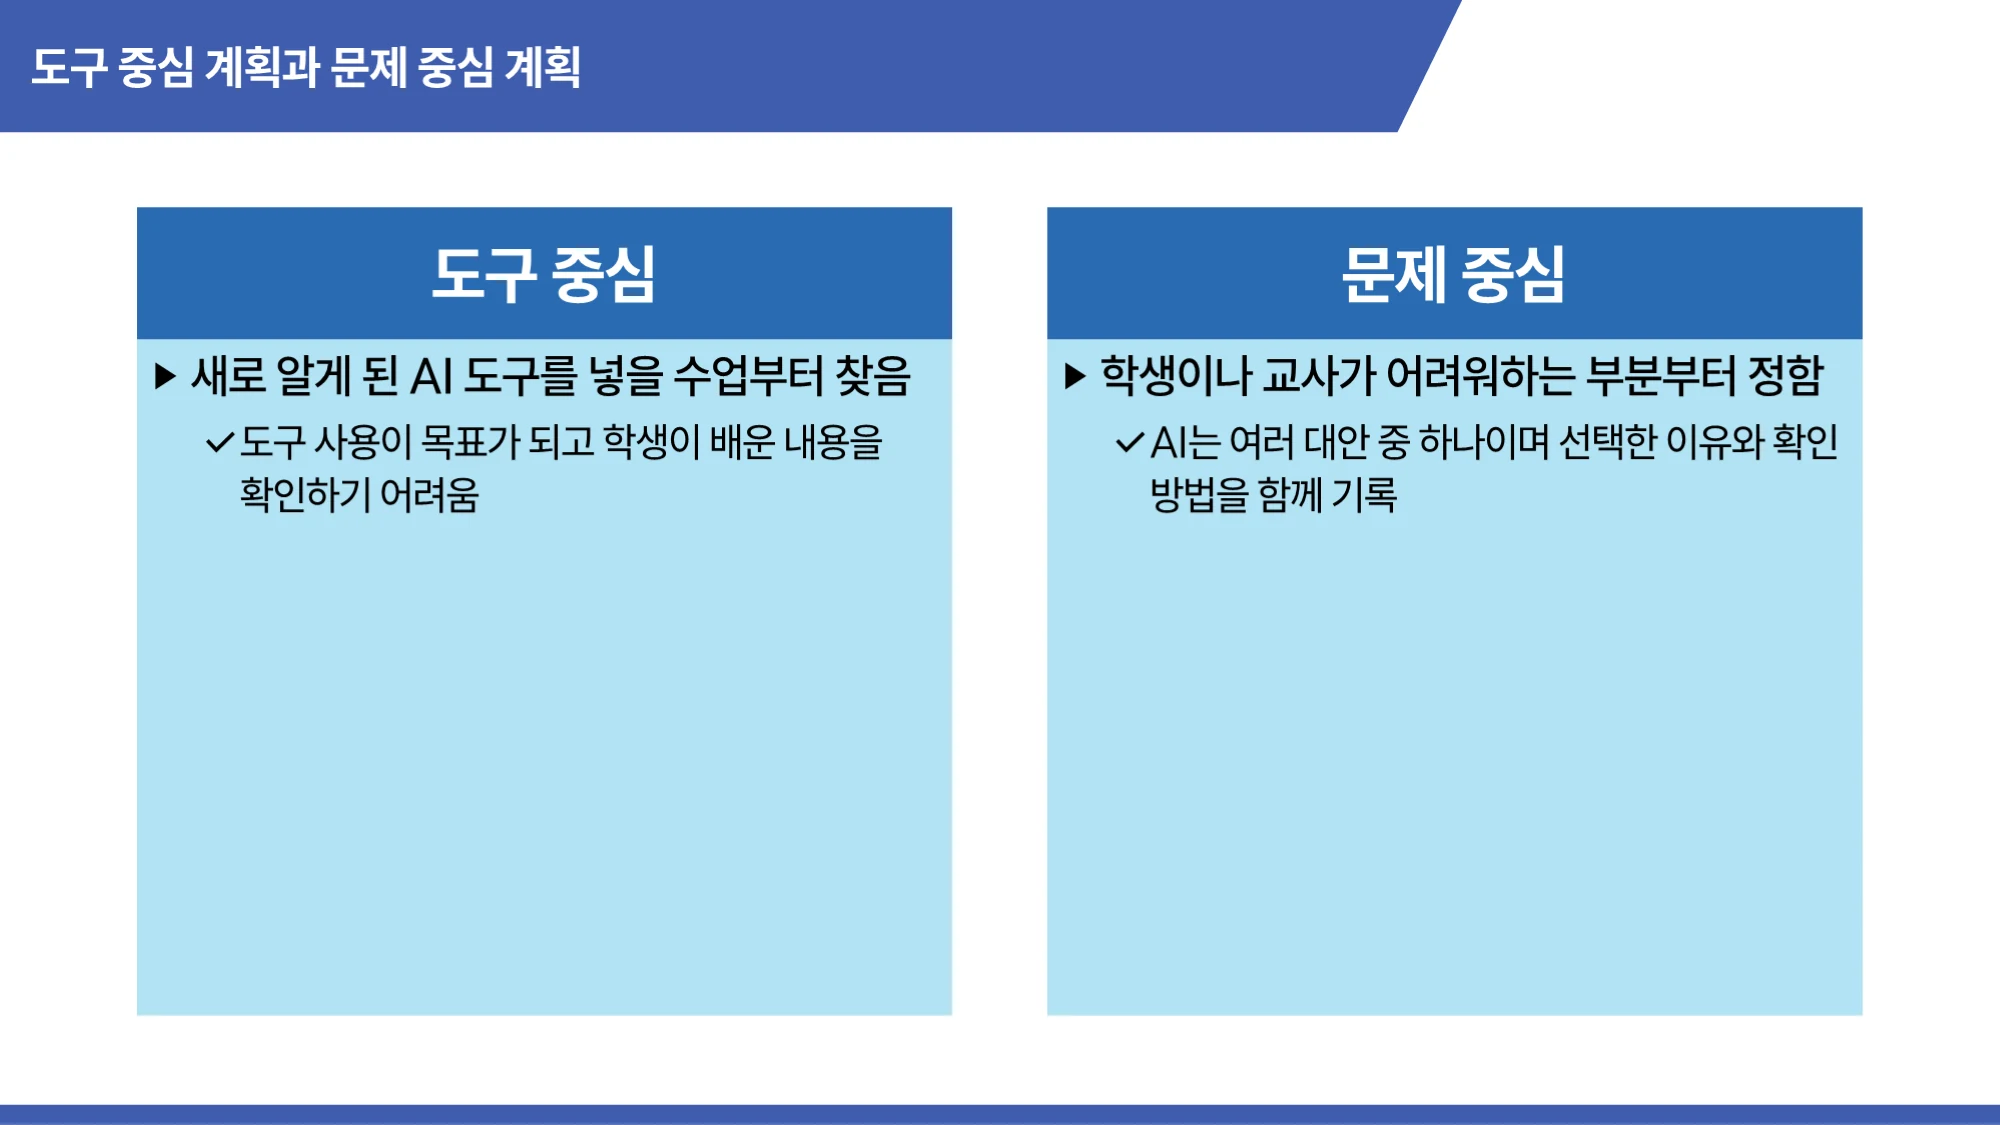 도구 중심 계획과 문제 중심 계획
도구 중심
▶ 새로 알게 된 AI 도구를 넣을 수업부터 찾음
✓ 도구 사용이 목표가 되고 학생이 배운 내용을
확인하기 어려움
문제 중심
▶ 학생이나 교사가 어려워하는 부분부터 정함
✓ AI는 여러 대안 중 하나이며 선택한 이유와 확인
방법을 함께 기록